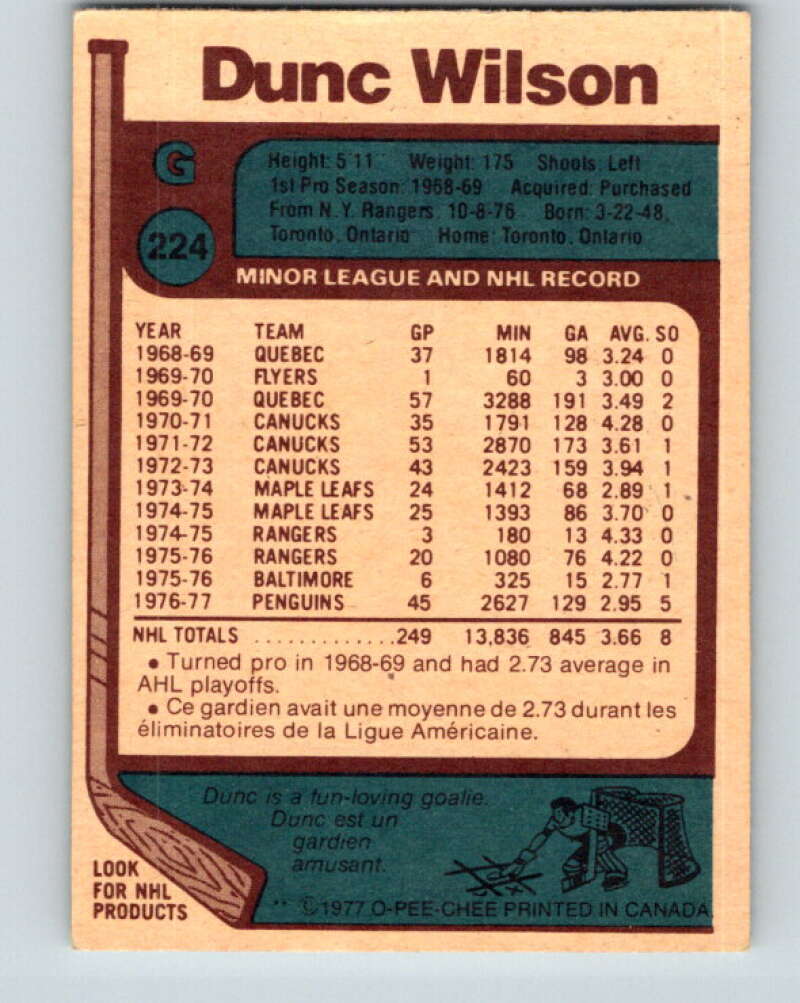 Dunc Wilson
G
224
Height: 5'11 Weight: 175 Shools: Left
1st Pro Season: 1968-69 Acquired: Purchased
From N.Y. Rangers: 10-8-76 Born: 3-22-48,
Toronto, Ontario Home: Toronto, Ontario
MINOR LEAGUE AND NHL RECORD
YEAR TEAM GP MIN GA AVG. SO
1968-69 QUEBEC 37 1814 98 3.24 0
1969-70 FLYERS 1 60 3 3.00 0
1969-70 QUEBEC 57 3288 191 3.49 2
1970-71 CANUCKS 35 1791 128 4.28 0
1971-72 CANUCKS 53 2870 173 3.61 1
1972-73 CANUCKS 43 2423 159 3.94 1
1973-74 MAPLE LEAFS 24 1412 68 2.89 1
1974-75 MAPLE LEAFS 25 1393 86 3.70 0
1974-75 RANGERS 3 180 13 4.33 0
1975-76 RANGERS 20 1080 76 4.22 0
1975-76 BALTIMORE 6 325 15 2.77 1
1976-77 PENGUINS 45 2627 129 2.95 5
NHL TOTALS .............249 13,836 845 3.66 8
• Turned pro in 1968-69 and had 2.73 average in
AHL playoffs.
• Ce gardien avait une moyenne de 2.73 durant les
éliminatoires de la Ligue Américaine.
Dunc is a fun-loving goalie.
Dunc est un
gardien
amusant.
LOOK
FOR NHL
PRODUCTS
** ©1977 O-PEE-CHEE PRINTED IN CANADA